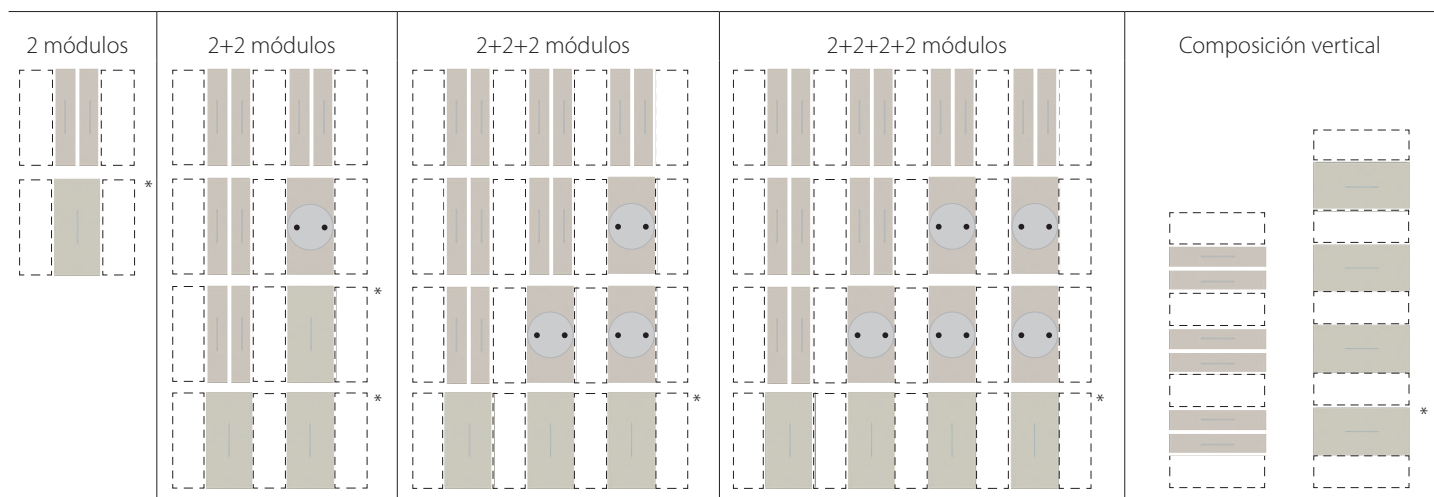 2 módulos
2+2 módulos
2+2+2 módulos
2+2+2+2 módulos
Composición vertical
*
*
*
*
*
*